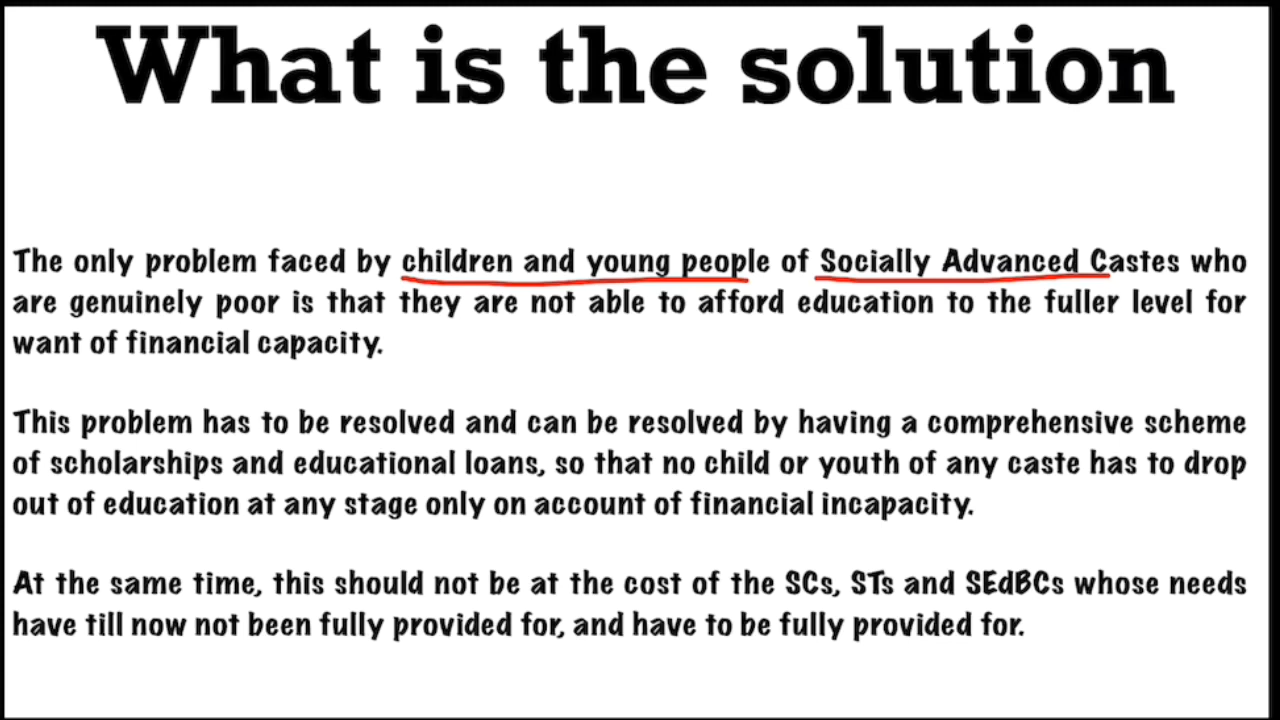 What is the solution
The only problem faced by children and young people of Socially Advanced Castes who
are genuinely poor is that they are not able to afford education to the fuller level for
want of financial capacity.
This problem has to be resolved and can be resolved by having a comprehensive scheme
of scholarships and educational loans, so that no child or youth of any caste has to drop
out of education at any stage only on account of financial incapacity.
At the same time, this should not be at the cost of the SCs, STs and SEdBCs whose needs
have till now not been fully provided for, and have to be fully provided for.